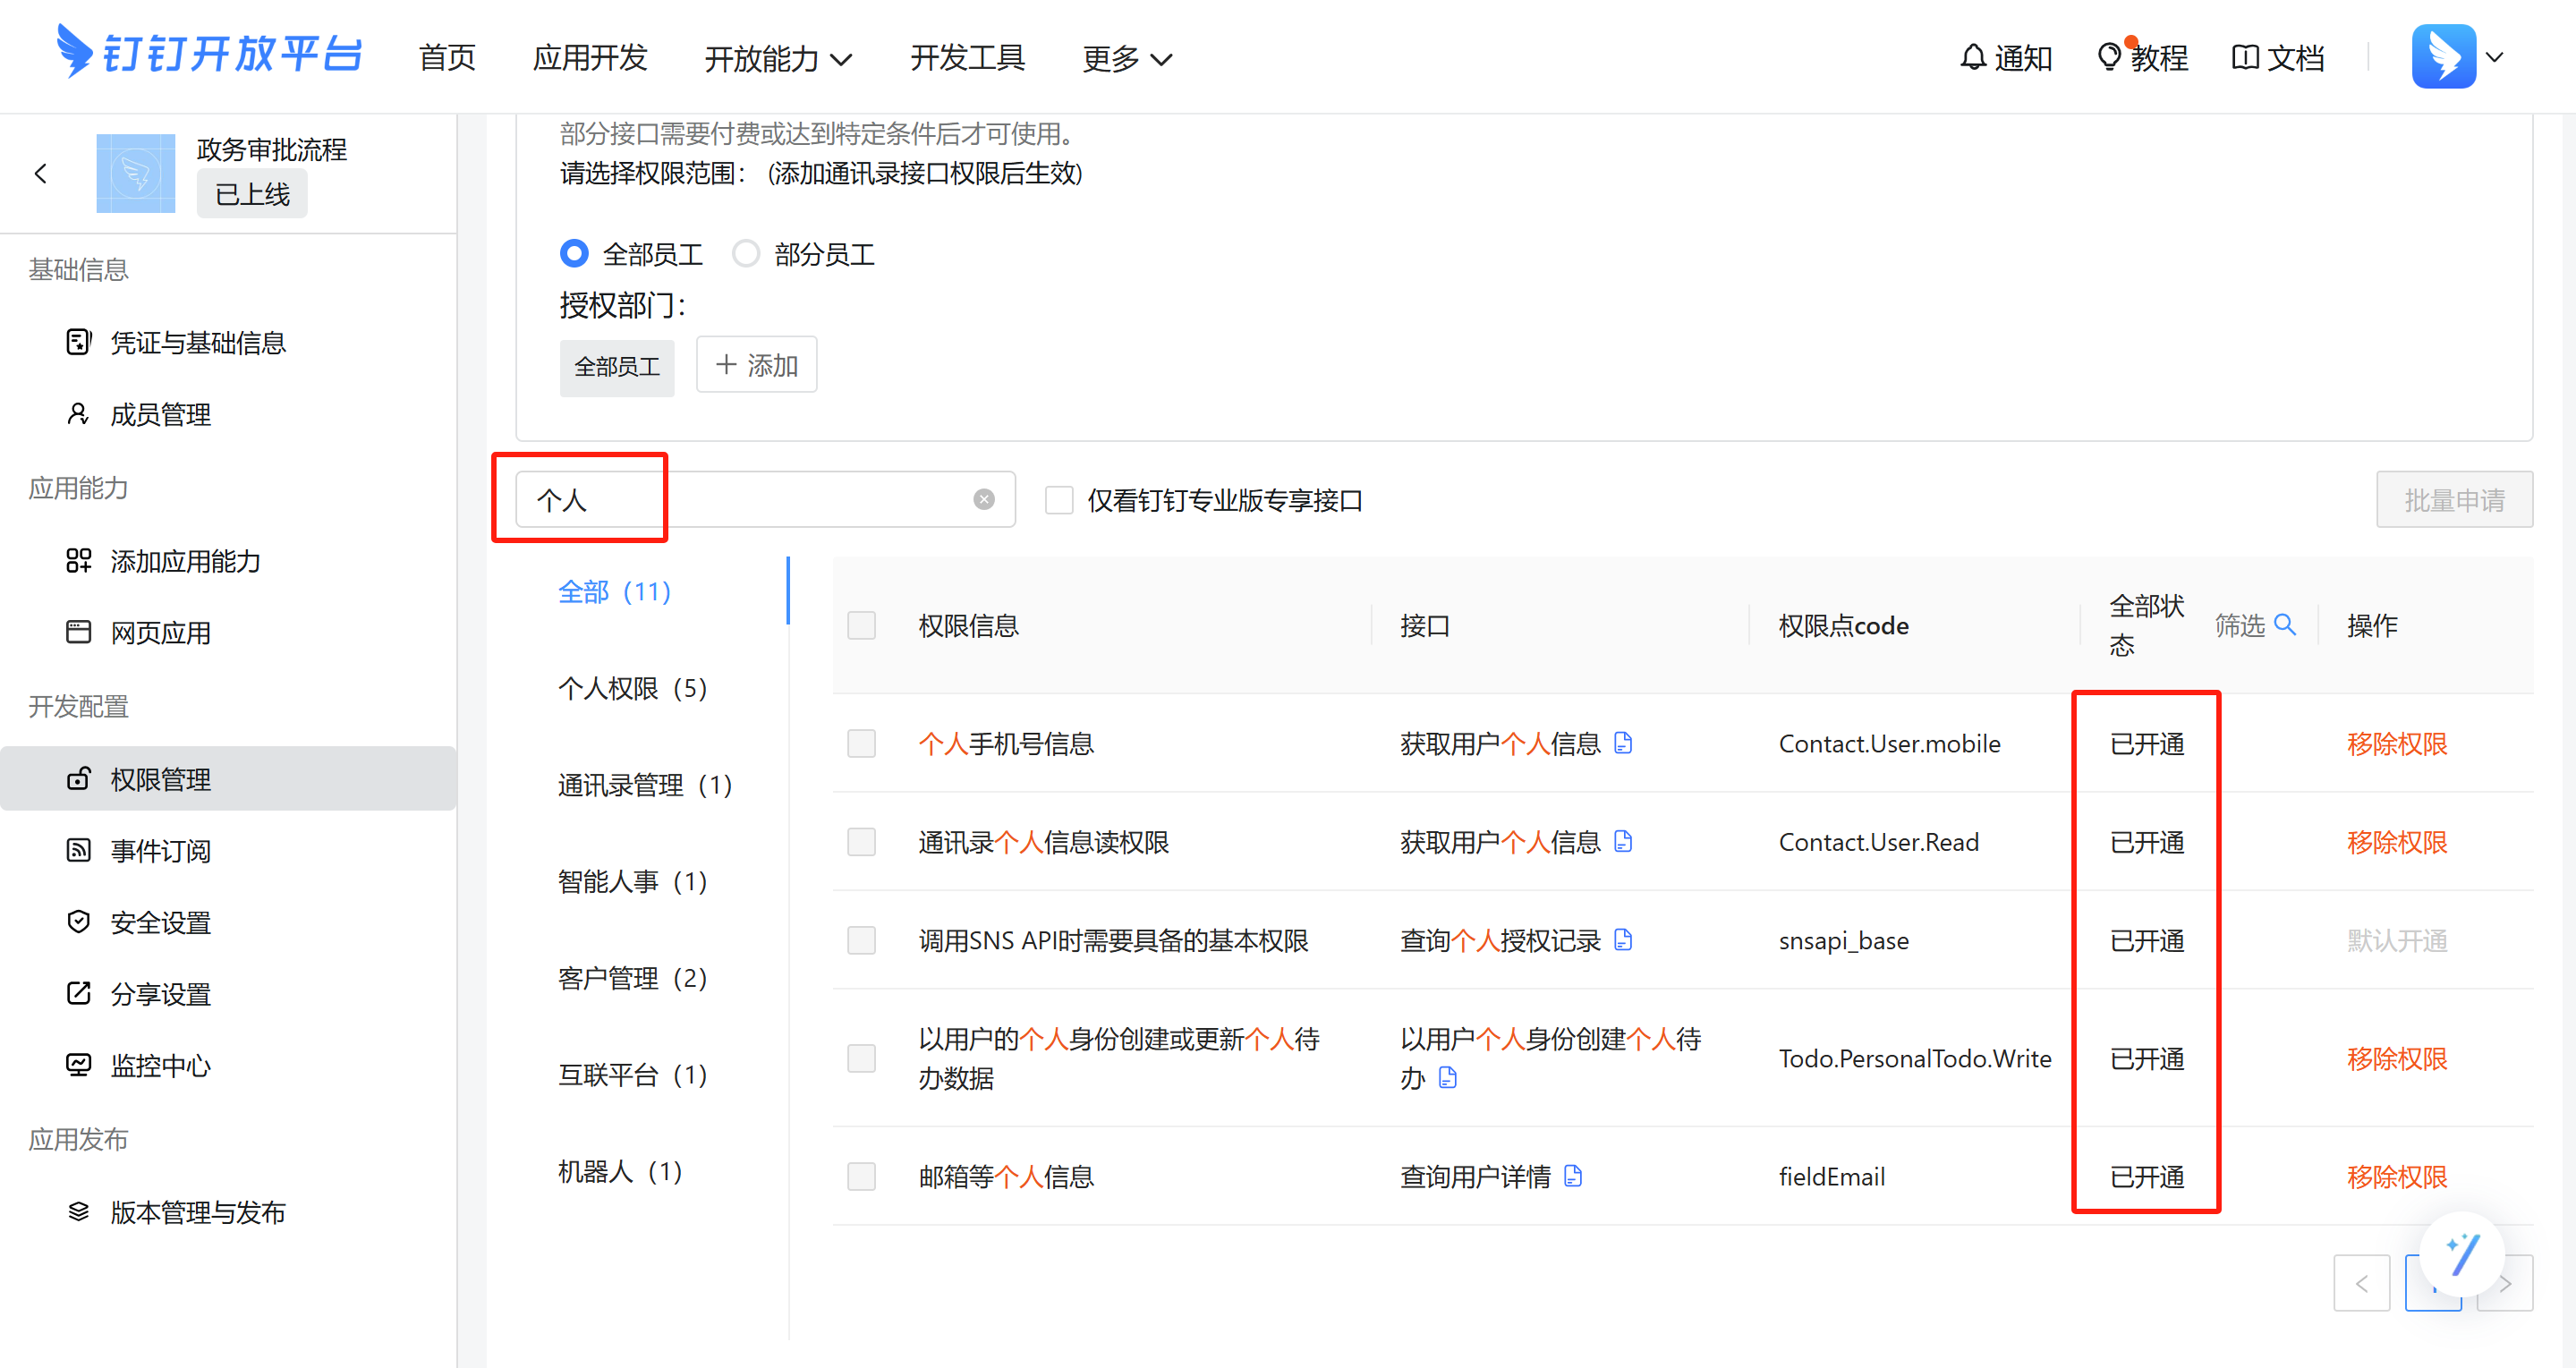 钉钉开放平台
首页
应用开发
开放能力
开发工具
更多
通知
教程
文档
政务审批流程
已上线
基础信息
凭证与基础信息
成员管理
应用能力
添加应用能力
网页应用
开发配置
权限管理
事件订阅
安全设置
分享设置
监控中心
应用发布
版本管理与发布
部分接口需要付费或达到特定条件后才可使用。
请选择权限范围： (添加通讯录接口权限后生效)
全部员工
部分员工
授权部门：
全部员工
添加
个人
仅看钉钉专业版专享接口
批量申请
全部（11）
个人权限（5）
通讯录管理（1）
智能人事（1）
客户管理（2）
互联平台（1）
机器人（1）
权限信息
接口
权限点code
全部状
态
筛选
操作
个人手机号信息
获取用户个人信息
Contact.User.mobile
已开通
移除权限
通讯录个人信息读权限
获取用户个人信息
Contact.User.Read
已开通
移除权限
调用SNS API时需要具备的基本权限
查询个人授权记录
snsapi_base
已开通
默认开通
以用户的个人身份创建或更新个人待
办数据
以用户个人身份创建个人待
办
Todo.PersonalTodo.Write
已开通
移除权限
邮箱等个人信息
查询用户详情
fieldEmail
已开通
移除权限